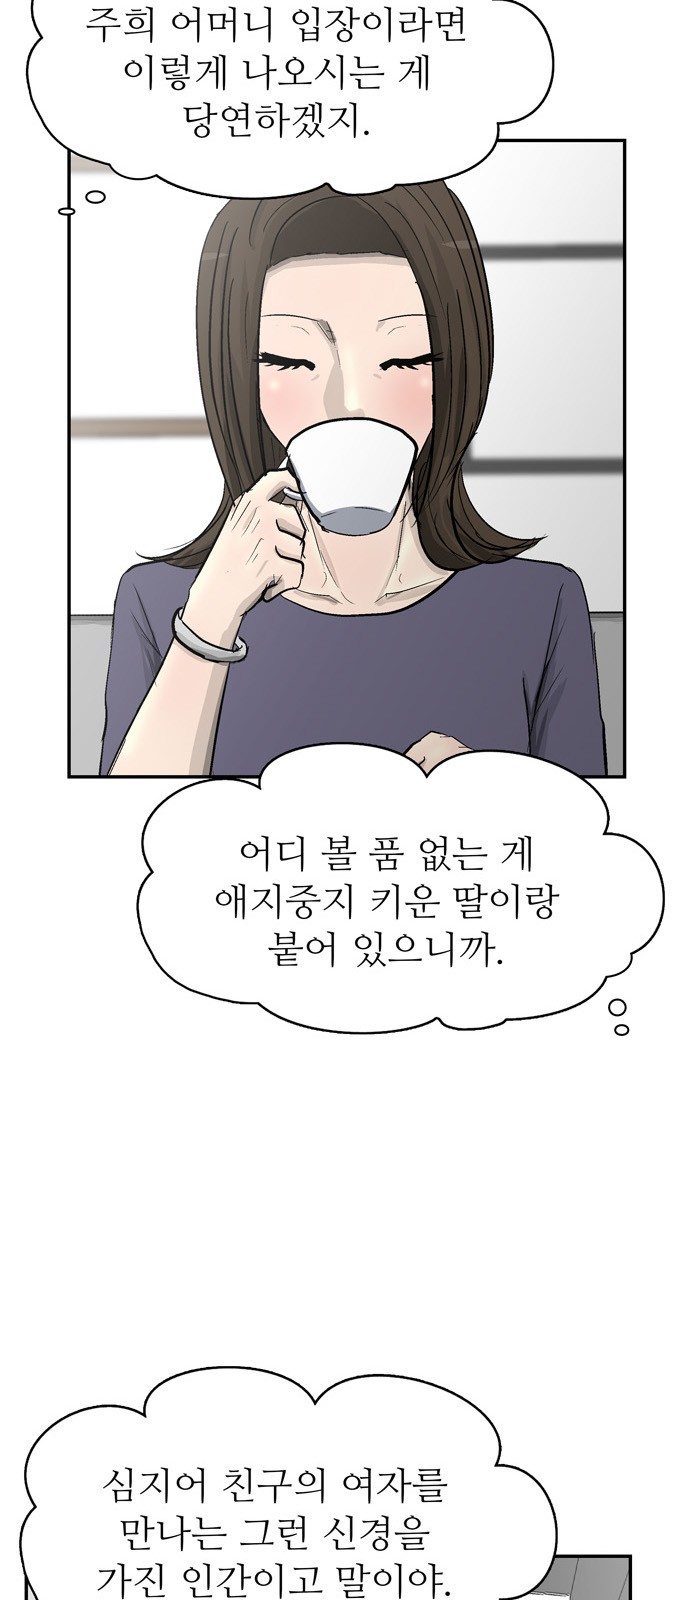 주희 어머니 입장이라면
이렇게 나오시는 게
당연하겠지.
어디 볼 품 없는 게
애지중지 키운 딸이랑
붙어 있으니까.
심지어 친구의 여자를
만나는 그런 신경을
가진 인간이고 말이야.